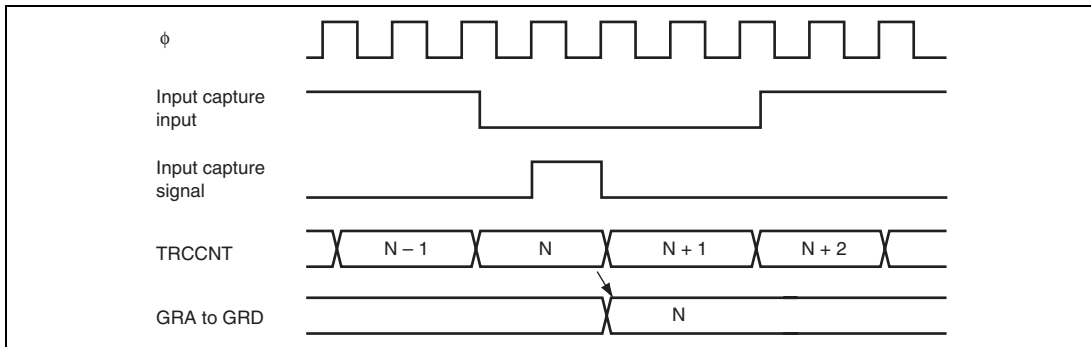 ϕ
Input capture
input
Input capture
signal
TRCCNT
N – 1
N
N + 1
N + 2
GRA to GRD
N